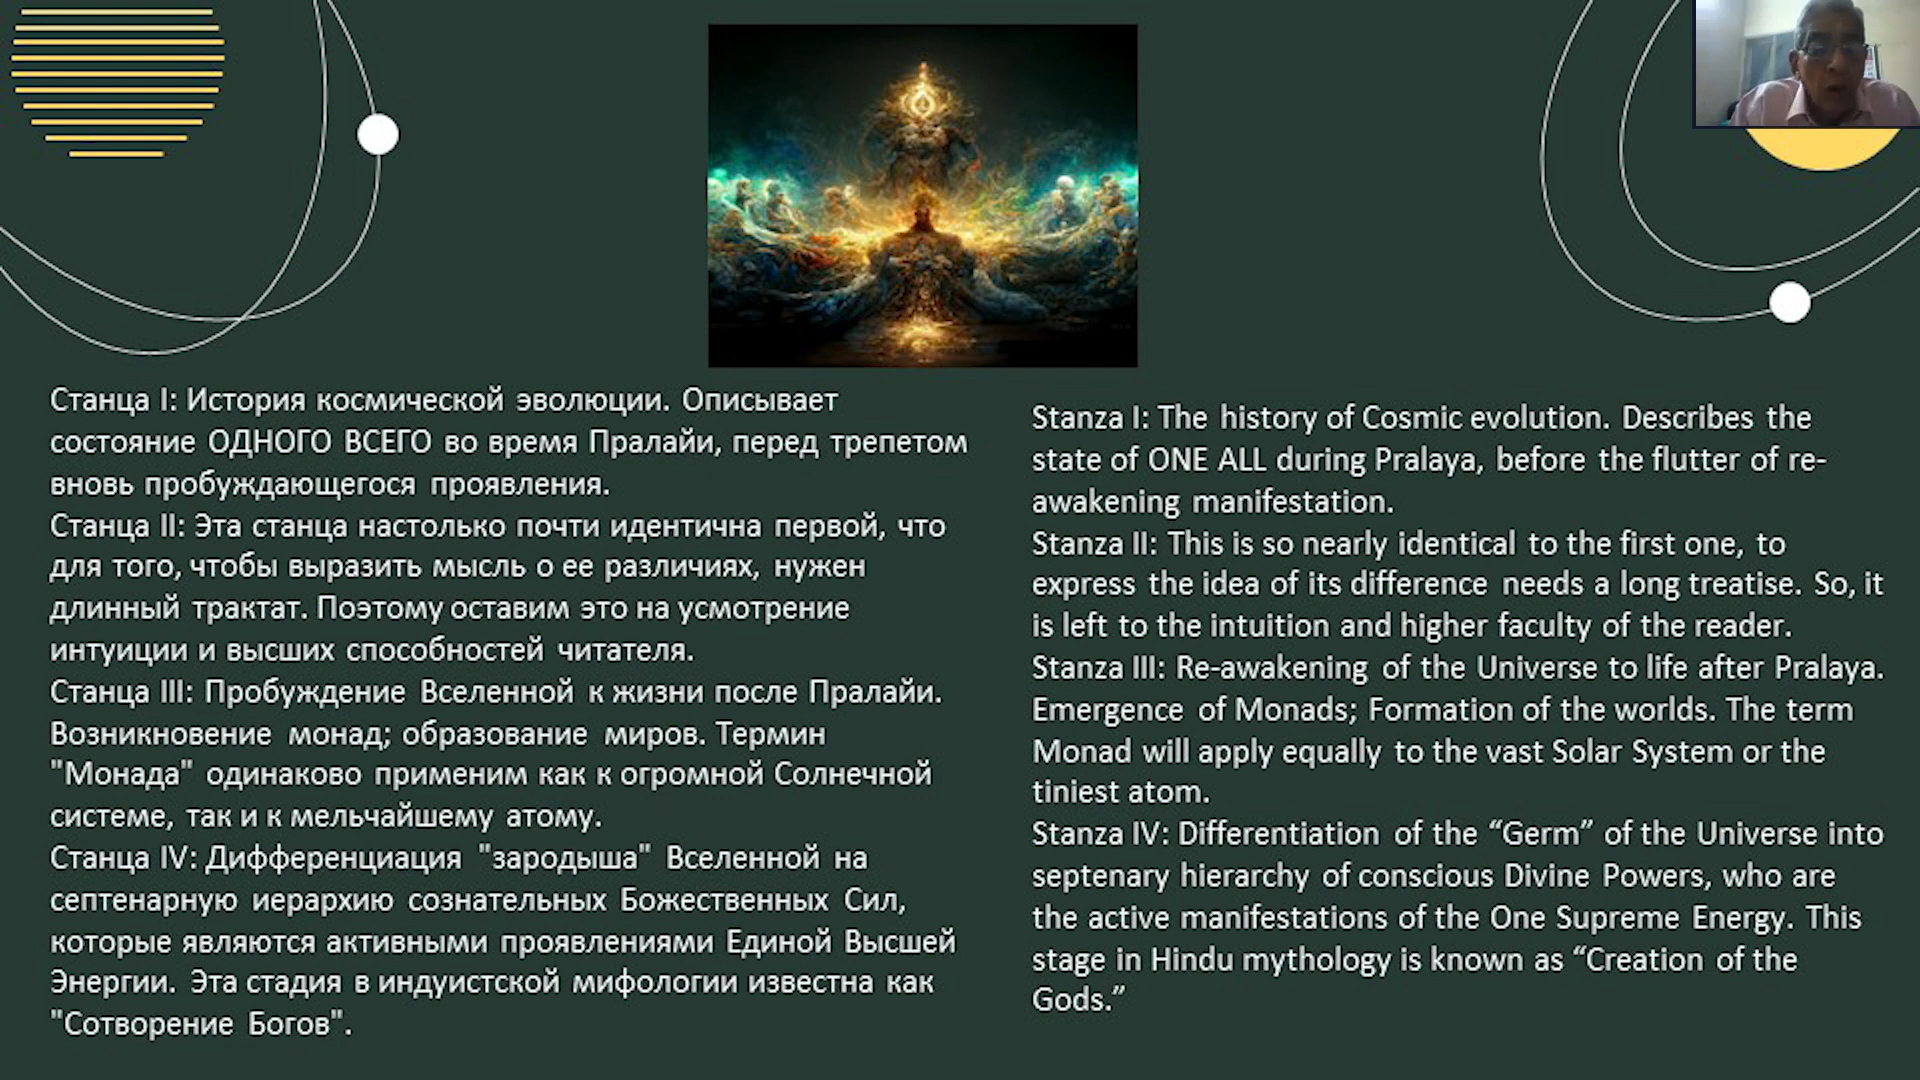 Станца I: История космической эволюции. Описывает
состояние ОДНОГО ВСЕГО во время Пралайи, перед трепетом
вновь пробуждающегося проявления.
Станца II: Эта станца настолько почти идентична первой, что
для того, чтобы выразить мысль о ее различиях, нужен
длинный трактат. Поэтому оставим это на усмотрение
интуиции и высших способностей читателя.
Станца III: Пробуждение Вселенной к жизни после Пралайи.
Возникновение монад; образование миров. Термин
"Монада" одинаково применим как к огромной Солнечной
системе, так и к мельчайшему атому.
Станца IV: Дифференциация "зародыша" Вселенной на
септенарную иерархию сознательных Божественных Сил,
которые являются активными проявлениями Единой Высшей
Энергии. Эта стадия в индуистской мифологии известна как
"Сотворение Богов".
Stanza I: The history of Cosmic evolution. Describes the
state of ONE ALL during Pralaya, before the flutter of re-
awakening manifestation.
Stanza II: This is so nearly identical to the first one, to
express the idea of its difference needs a long treatise. So, it
is left to the intuition and higher faculty of the reader.
Stanza III: Re-awakening of the Universe to life after Pralaya.
Emergence of Monads; Formation of the worlds. The term
Monad will apply equally to the vast Solar System or the
tiniest atom.
Stanza IV: Differentiation of the “Germ” of the Universe into
septenary hierarchy of conscious Divine Powers, who are
the active manifestations of the One Supreme Energy. This
stage in Hindu mythology is known as “Creation of the
Gods.”